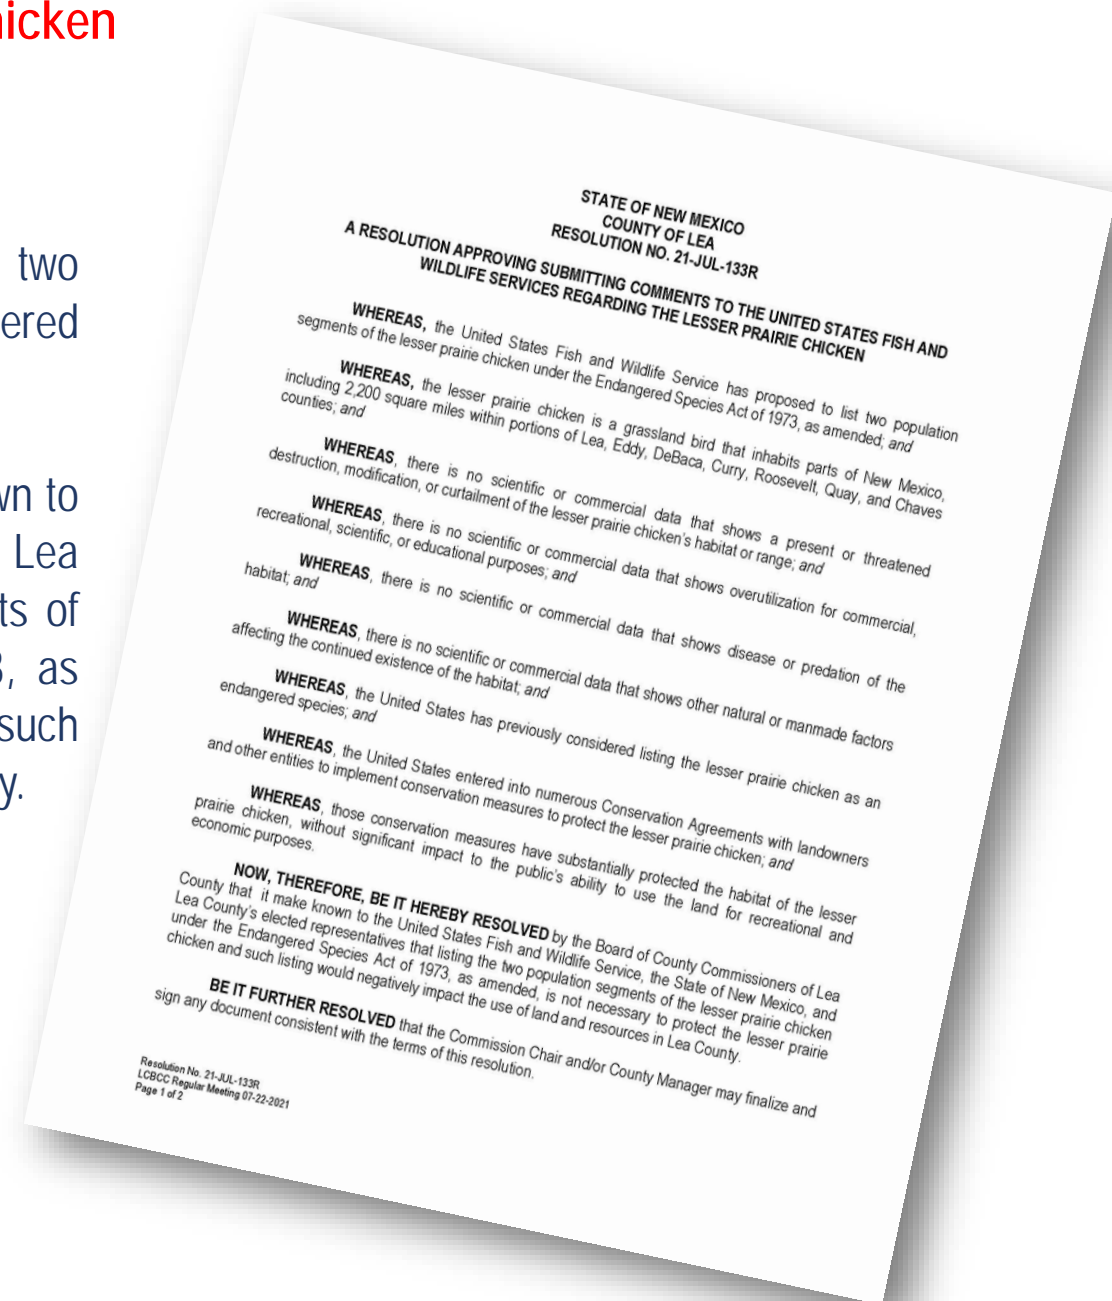 hicken
two
ered
wn to
Lea
ts of
3, as
such
y.
STATE OF NEW MEXICO
COUNTY OF LEA
RESOLUTION NO. 21-JUL-133R
A RESOLUTION APPROVING SUBMITTING COMMENTS TO THE UNITED STATES FISH AND
WILDLIFE SERVICES REGARDING THE LESSER PRAIRIE CHICKEN
WHEREAS, the United States Fish and Wildlife Service has proposed to list two population
segments of the lesser prairie chicken under the Endangered Species Act of 1973, as amended; and
WHEREAS, the lesser prairie chicken is a grassland bird that inhabits parts of New Mexico,
including 2,200 square miles within portions of Lea, Eddy, DeBaca, Curry, Roosevelt, Quay, and Chaves
counties; and
WHEREAS, there is no scientific or commercial data that shows a present or threatened
destruction, modification, or curtailment of the lesser prairie chicken's habitat or range; and
WHEREAS, there is no scientific or commercial data that shows overutilization for commercial,
recreational, scientific, or educational purposes; and
WHEREAS, there is no scientific or commercial data that shows disease or predation of the
habitat; and
WHEREAS, there is no scientific or commercial data that shows other natural or manmade factors
affecting the continued existence of the habitat; and
WHEREAS, the United States has previously considered listing the lesser prairie chicken as an
endangered species; and
WHEREAS, the United States entered into numerous Conservation Agreements with landowners
and other entities to implement conservation measures to protect the lesser prairie chicken; and
WHEREAS, those conservation measures have substantially protected the habitat of the lesser
prairie chicken, without significant impact to the public's ability to use the land for recreational and
economic purposes.
NOW, THEREFORE, BE IT HEREBY RESOLVED by the Board of County Commissioners of Lea
County that it make known to the United States Fish and Wildlife Service, the State of New Mexico, and
Lea County's elected representatives that listing the two population segments of the lesser prairie chicken
under the Endangered Species Act of 1973, as amended, is not necessary to protect the lesser prairie
chicken and such listing would negatively impact the use of land and resources in Lea County.
BE IT FURTHER RESOLVED that the Commission Chair and/or County Manager may finalize and
sign any document consistent with the terms of this resolution.
Resolution No. 21-JUL-133R
LCBCC Regular Meeting 07-22-2021
Page 1 of 2